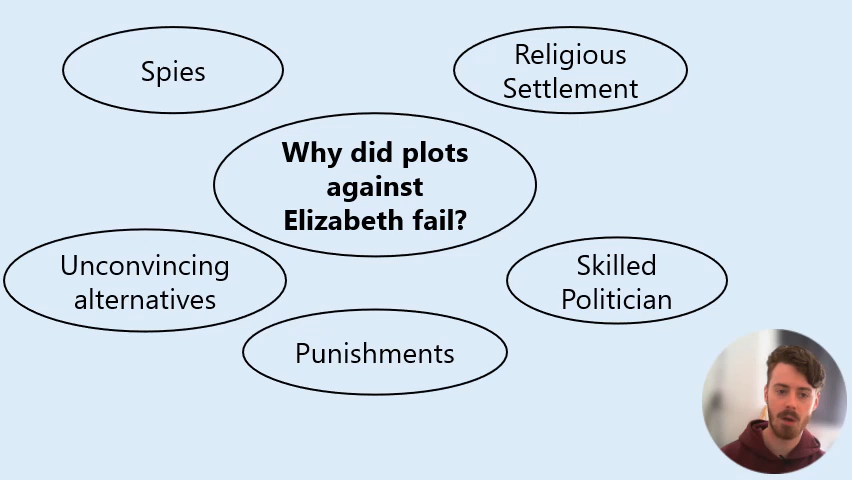 Spies
Religious
Settlement
Why did plots
against
Elizabeth fail?
Unconvincing
alternatives
Skilled
Politician
Punishments